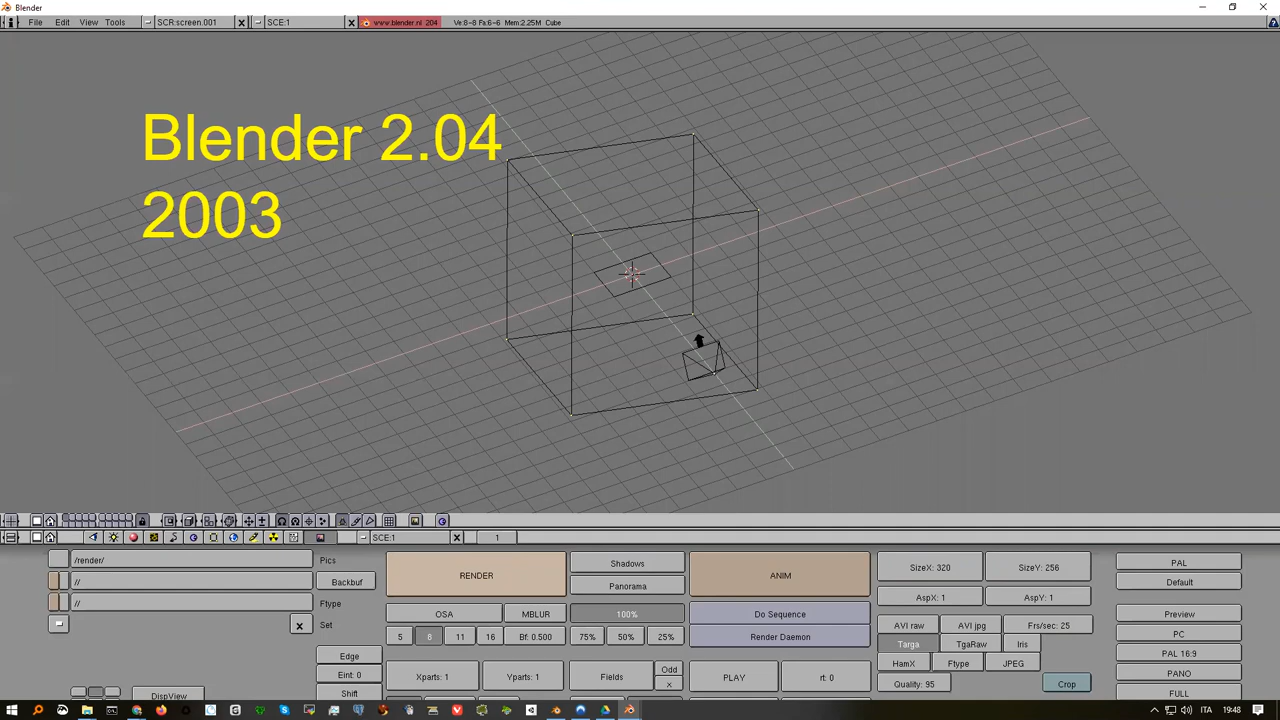 Blender
File Edit View Tools SCR:screen.001 SCE:1 www.blender.nl 204 Ve:8-8 Fa:6-6 Mem:2.25M Cube
Blender 2.04
2003
SCE:1 1
/render/ Pics
// Backbuf
// Ftype
Set
RENDER
Shadows
Panorama
ANIM
SizeX: 320 SizeY: 256
AspX: 1 AspY: 1
PAL
Default
OSA MBLUR 100% Do Sequence
5 8 11 16 Bf: 0.500 75% 50% 25% Render Daemon
AVI raw AVI jpg Frs/sec: 25
Targa TgaRaw Iris
HamX Ftype JPEG
Quality: 95 Crop
Preview
PC
PAL 16:9
PANO
FULL
Edge
Eint: 0
Shift
Xparts: 1 Yparts: 1 Fields Odd
x
PLAY rt: 0
DispView
ITA 19:48